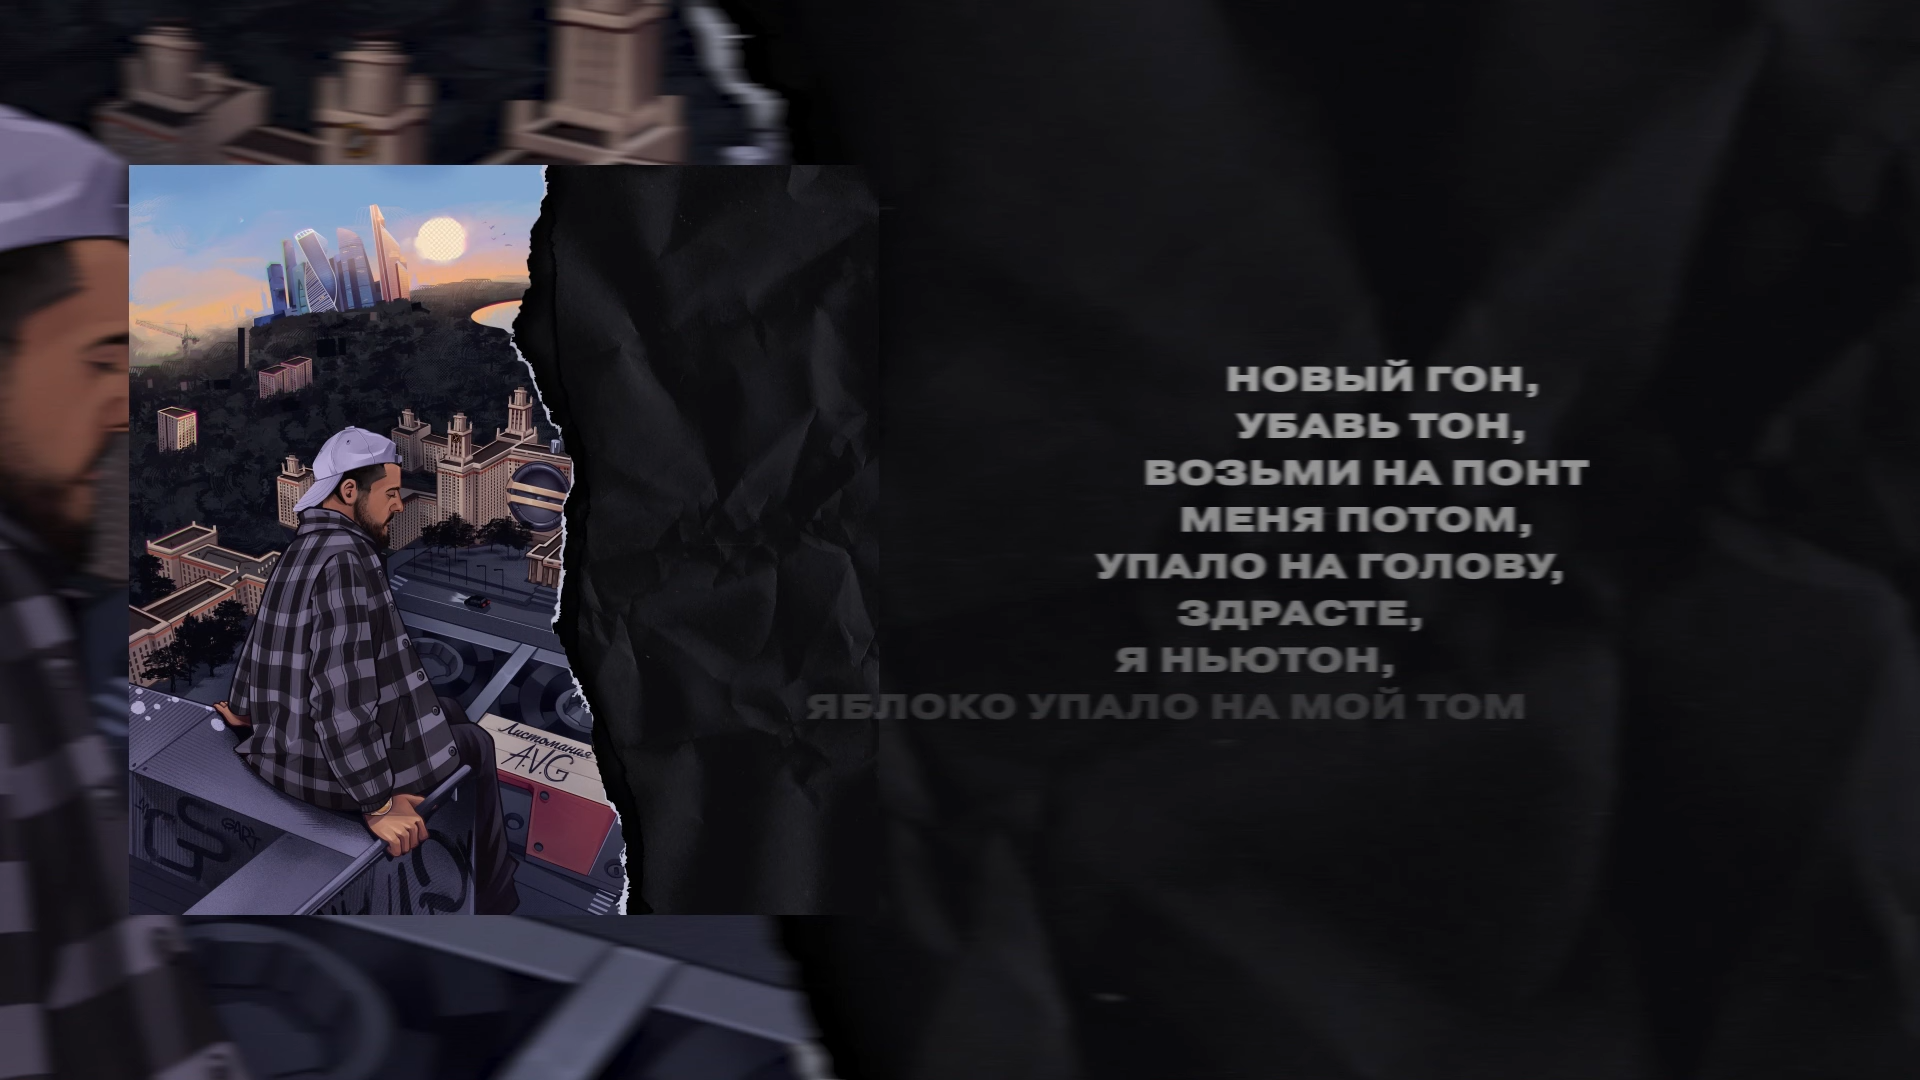 НОВЫЙ ГОН,
УБАВЬ ТОН,
ВОЗЬМИ НА ПОНТ
МЕНЯ ПОТОМ,
УПАЛО НА ГОЛОВУ,
ЗДРАСТЕ,
Я НЬЮТОН,
ЯБЛОКО УПАЛО НА МОЙ ТОМ
Листомания
A.V.G
GART